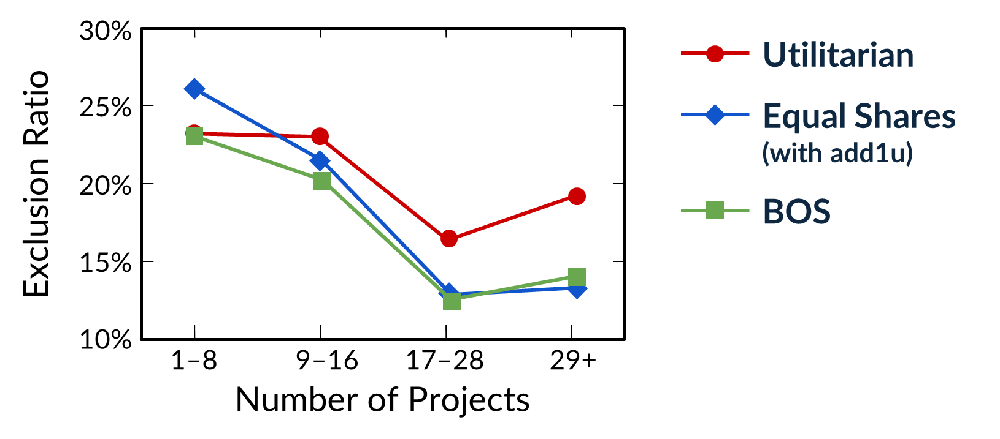 30%
25%
20%
15%
10%
Exclusion Ratio
1–8
9–16
17–28
29+
Number of Projects
Utilitarian
Equal Shares
(with add1u)
BOS